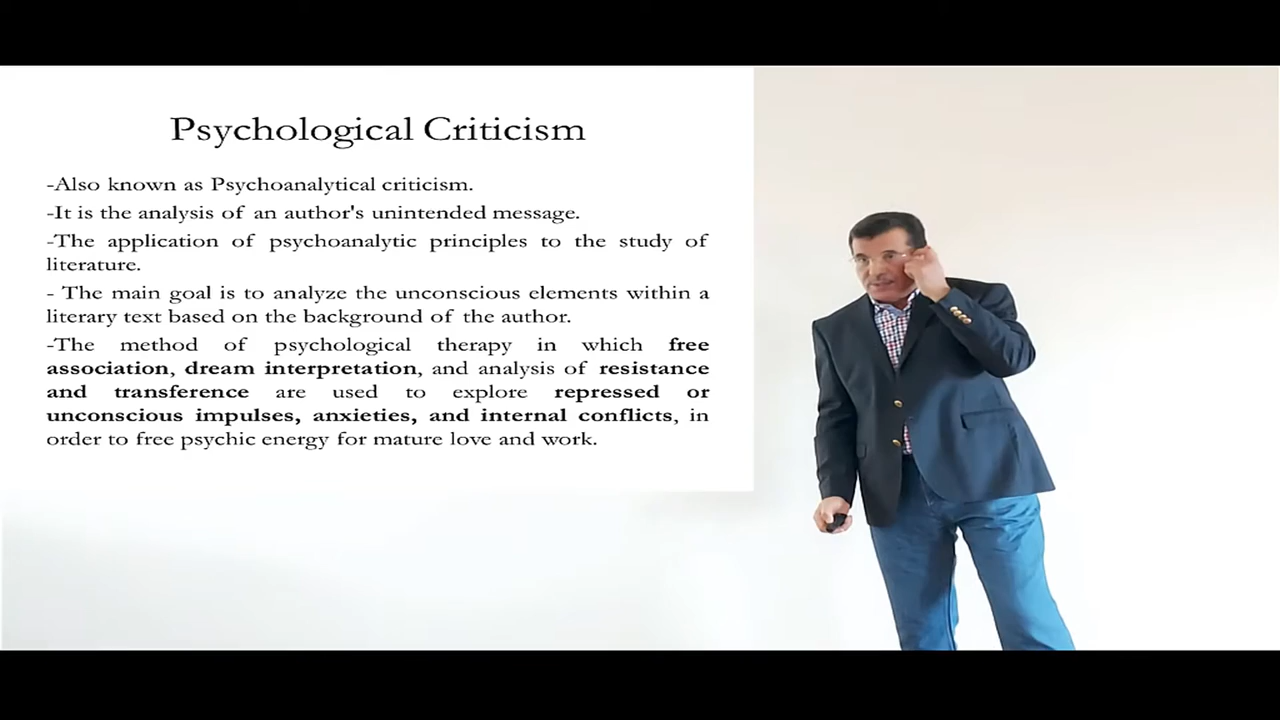 Psychological Criticism
-Also known as Psychoanalytical criticism.
-It is the analysis of an author's unintended message.
-The application of psychoanalytic principles to the study of
literature.
- The main goal is to analyze the unconscious elements within a
literary text based on the background of the author.
-The method of psychological therapy in which free
association, dream interpretation, and analysis of resistance
and transference are used to explore repressed or
unconscious impulses, anxieties, and internal conflicts, in
order to free psychic energy for mature love and work.